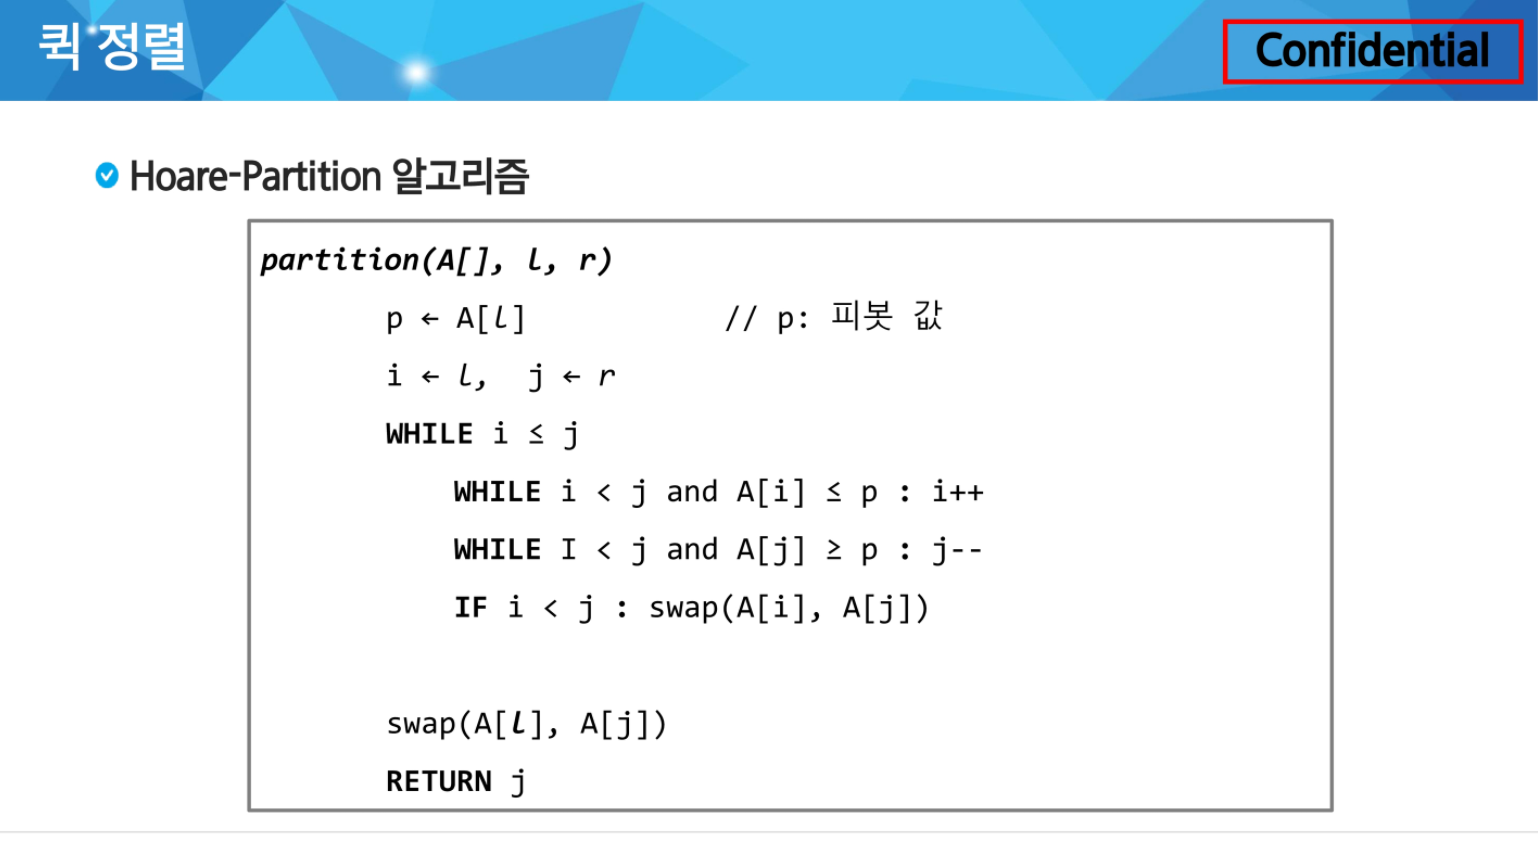 퀵 정렬
Confidential
Hoare-Partition 알고리즘
partition(A[], l, r)
p ← A[l] // p: 피봇 값
i ← l, j ← r
WHILE i ≤ j
WHILE i < j and A[i] ≤ p : i++
WHILE I < j and A[j] ≥ p : j--
IF i < j : swap(A[i], A[j])
swap(A[l], A[j])
RETURN j